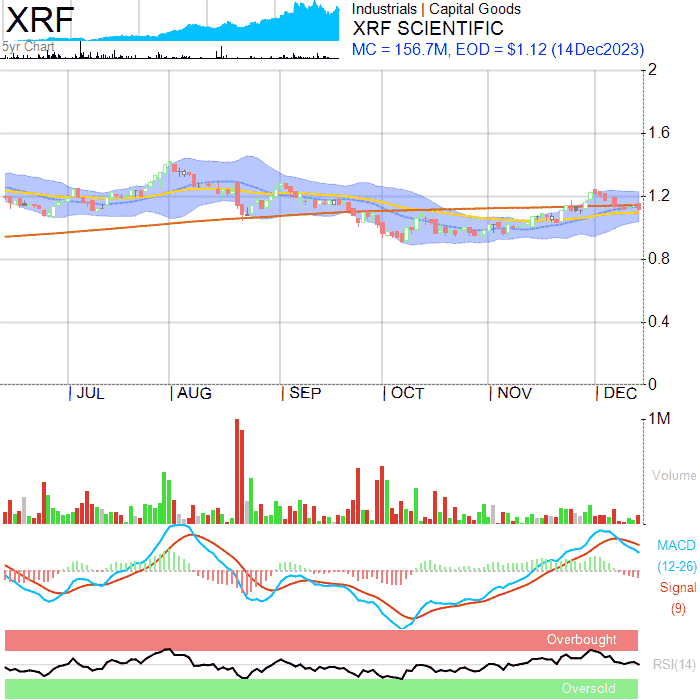 XRF
5yr Chart
Industrials | Capital Goods
XRF SCIENTIFIC
MC = 156.7M, EOD = $1.12 (14Dec2023)
2
1.6
1.2
0.8
0.4
0
JUL AUG SEP OCT NOV DEC
1M
Volume
MACD
(12-26)
Signal
(9)
Overbought
RSI(14)
Oversold